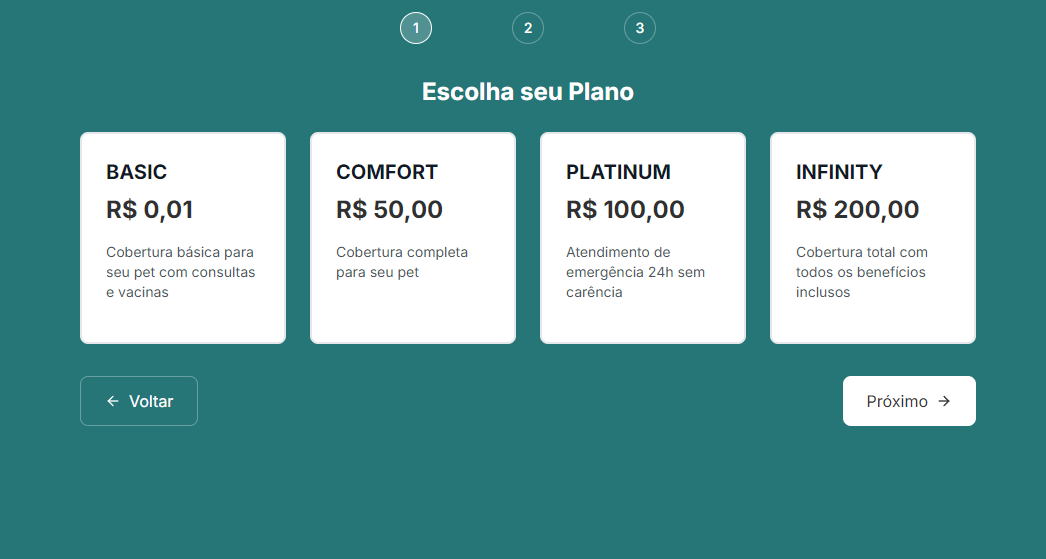 1
2
3
Escolha seu Plano
BASIC
R$ 0,01
Cobertura básica para
seu pet com consultas
e vacinas
COMFORT
R$ 50,00
Cobertura completa
para seu pet
PLATINUM
R$ 100,00
Atendimento de
emergência 24h sem
carência
INFINITY
R$ 200,00
Cobertura total com
todos os benefícios
inclusos
← Voltar
Próximo →